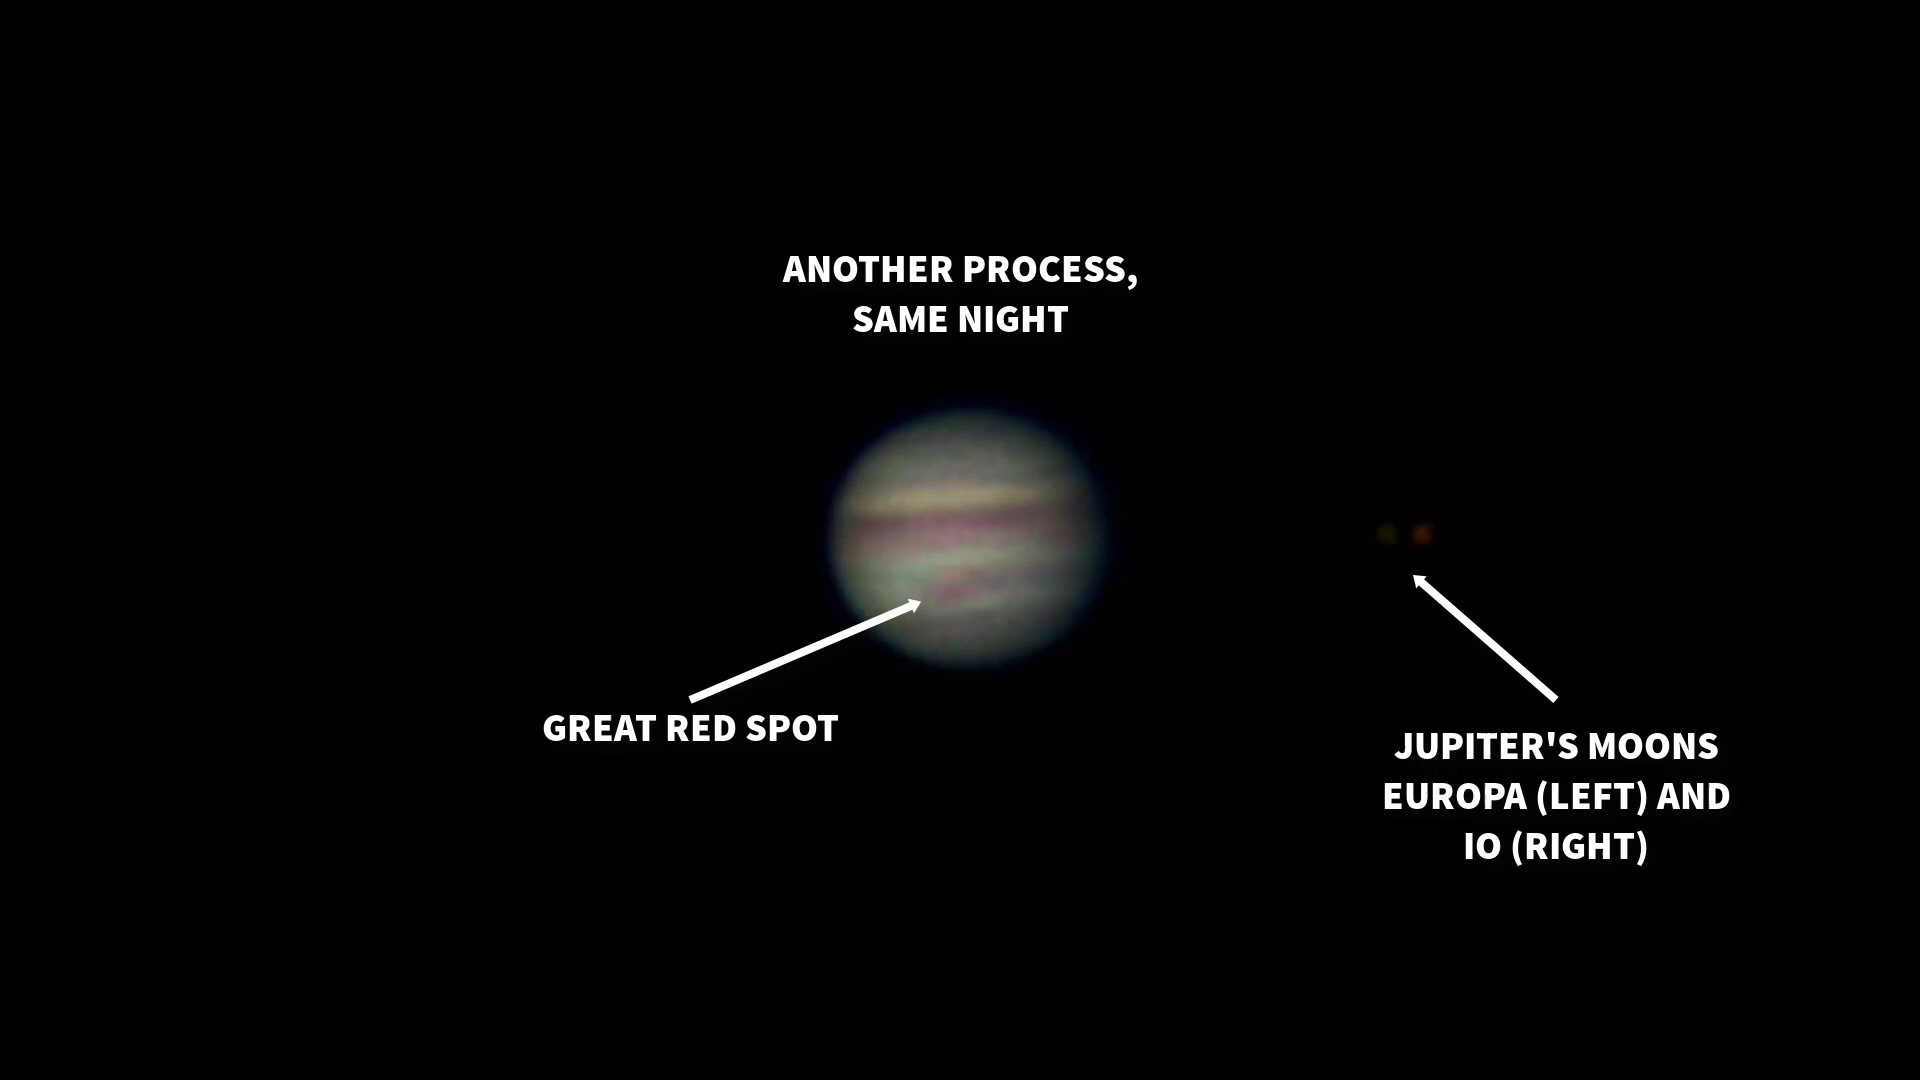 ANOTHER PROCESS,
SAME NIGHT
GREAT RED SPOT
JUPITER'S MOONS
EUROPA (LEFT) AND
IO (RIGHT)